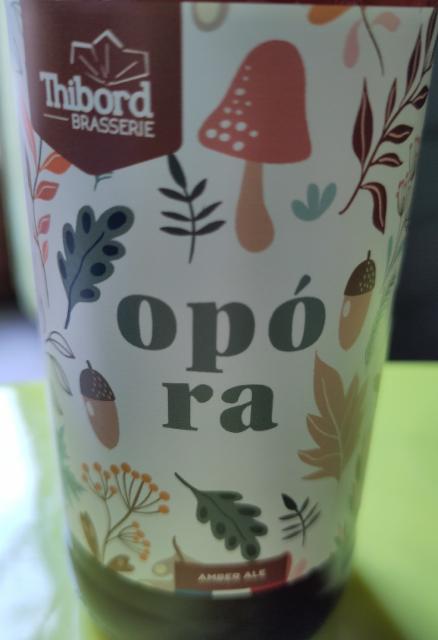 Thibord
BRASSERIE
opó
ra
AMBER ALE